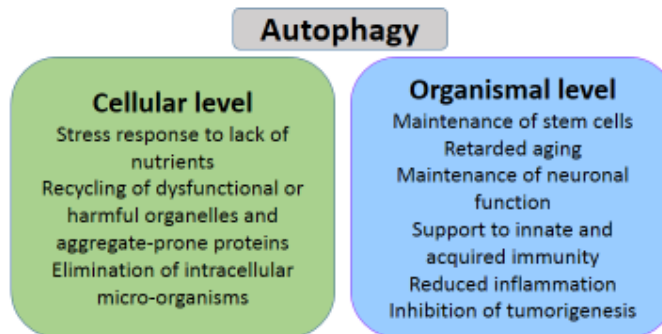 Autophagy
Cellular level
Stress response to lack of
nutrients
Recycling of dysfunctional or
harmful organelles and
aggregate-prone proteins
Elimination of intracellular
micro-organisms
Organismal level
Maintenance of stem cells
Retarded aging
Maintenance of neuronal
function
Support to innate and
acquired immunity
Reduced inflammation
Inhibition of tumorigenesis